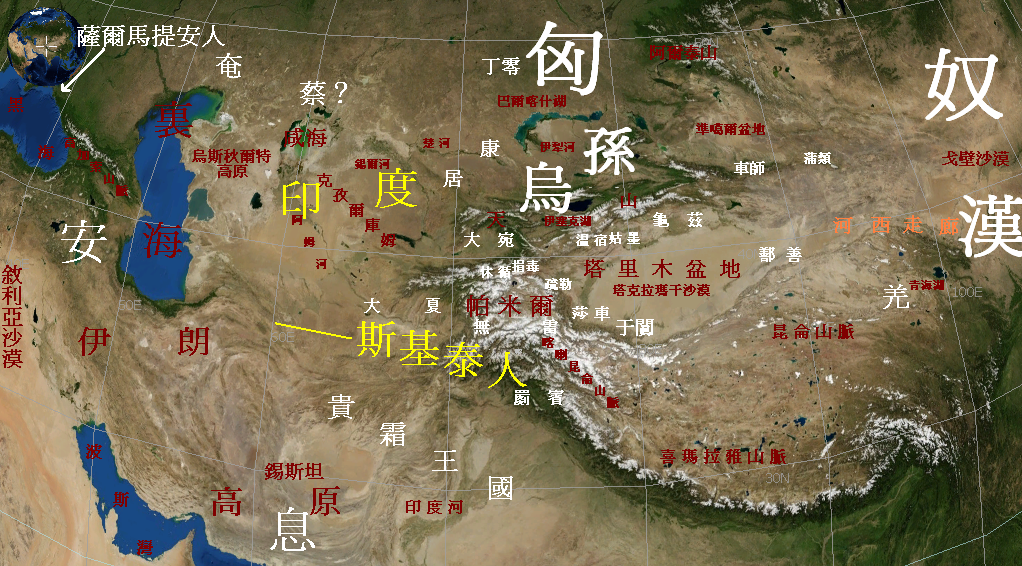 薩爾馬提安人
奄
蔡？
丁零
匈奴
阿爾泰山
巴爾喀什湖
準噶爾盆地
裏海
咸海
楚河
康居
伊犁河
烏孫
車師
蒲類
戈壁沙漠
烏斯秋爾特
高原
錫爾河
克孜爾庫姆
印度
阿姆河
天山
伊塞克湖
龜茲
漢
河西走廊
安息
大宛
溫宿
姑墨
鄯善
休循
捐毒
疏勒
塔里木盆地
塔克拉瑪干沙漠
羌
青海湖
100E
敘利亞沙漠
50E
大夏
帕米爾
莎車
于闐
無雷
昆侖山脈
伊朗高原
斯基泰人
喀喇昆侖山脈
罽賓
貴霜王國
波斯灣
錫斯坦
印度河
喜瑪拉雅山脈
30N